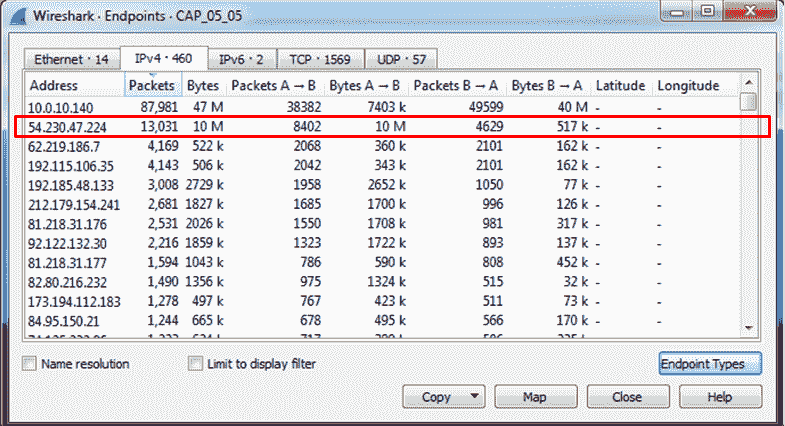 Wireshark · Endpoints · CAP_05_05
Ethernet · 14 IPv4 · 460 IPv6 · 2 TCP · 1569 UDP · 57
Address Packets Bytes Packets A → B Bytes A → B Packets B → A Bytes B → A Latitude Longitude
10.0.10.140 87,981 47 M 38382 7403 k 49599 40 M - -
54.230.47.224 13,031 10 M 8402 10 M 4629 517 k - -
62.219.186.7 4,169 522 k 2068 360 k 2101 162 k - -
192.115.106.35 4,143 506 k 2042 343 k 2101 162 k - -
192.185.48.133 3,008 2729 k 1958 2652 k 1050 77 k - -
212.179.154.241 2,681 1827 k 1685 1700 k 996 126 k - -
81.218.31.176 2,531 2026 k 1550 1708 k 981 317 k - -
92.122.132.30 2,216 1859 k 1323 1722 k 893 137 k - -
81.218.31.177 1,594 1043 k 786 590 k 808 452 k - -
82.80.216.232 1,490 1356 k 975 1324 k 515 32 k - -
173.194.112.183 1,278 497 k 767 423 k 511 73 k - -
84.95.150.21 1,244 665 k 678 495 k 566 170 k - -
Name resolution Limit to display filter Endpoint Types
Copy Map Close Help